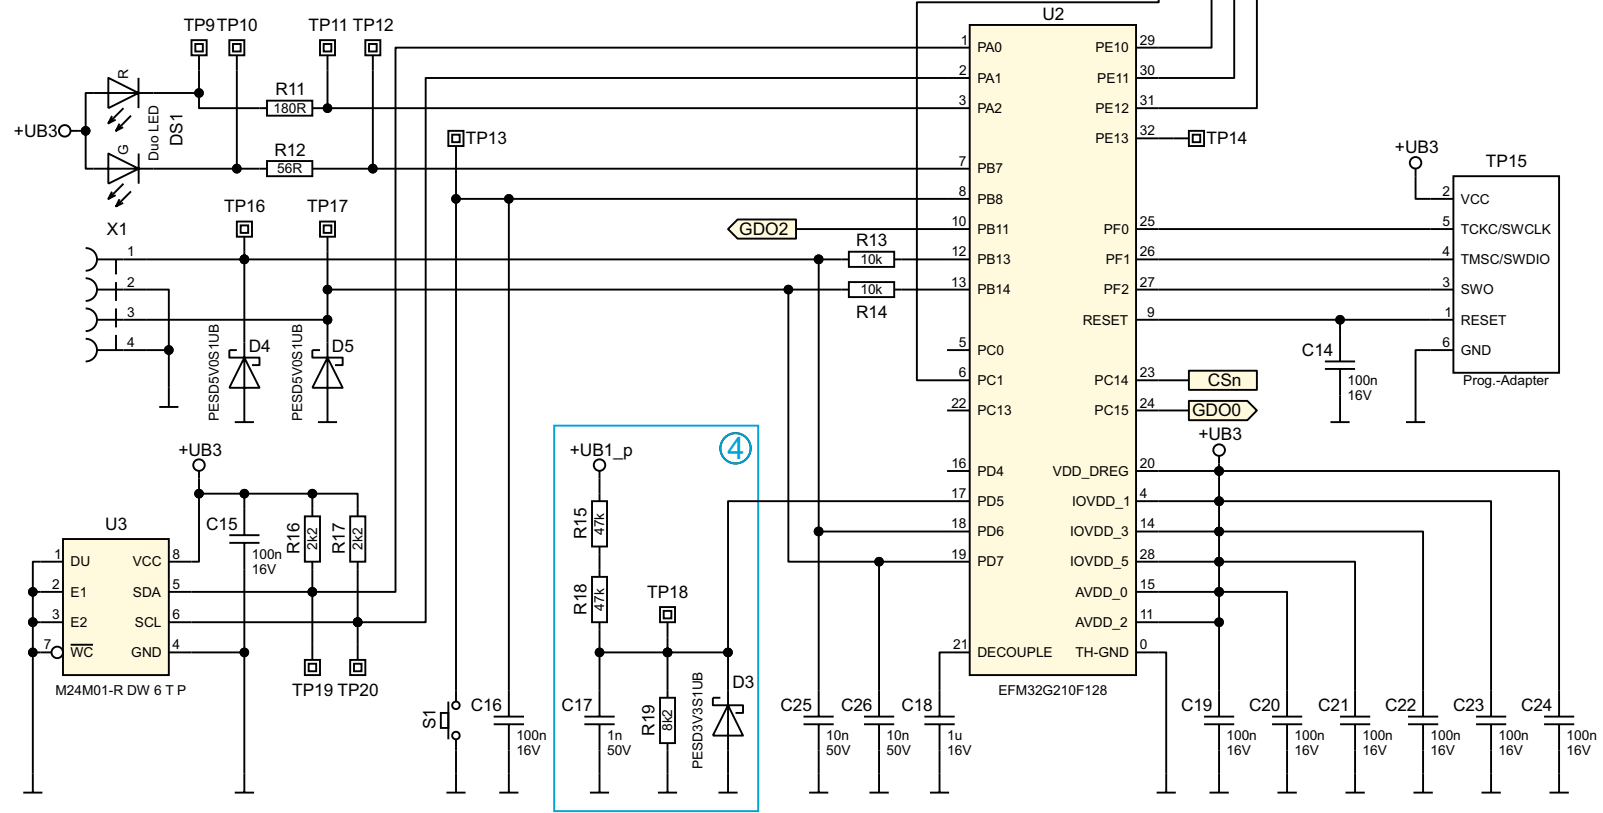 U2
TP9 TP10 TP11 TP12
1 PA0 PE10 29
R
2 PA1 PE11 30
R11
180R
3 PA2 PE12 31
+UB3
Duo LED
DS1
TP13
PE13 32 TP14
G
R12
56R
7 PB7
+UB3
TP15
8 PB8
2 VCC
TP16 TP17
X1
GDO2
10 PB11 PF0 25
5 TCKC/SWCLK
R13
10k
1
12 PB13 PF1 26
4 TMSC/SWDIO
2
10k
R14
13 PB14 PF2 27
3 SWO
3
RESET 9
1 RESET
4
PESD5V0S1UB
D4
PESD5V0S1UB
D5
5 PC0
C14
100n
16V
6 GND
Prog.-Adapter
6 PC1 PC14 23 CSn
22 PC13 PC15 24 GDO0
+UB3
+UB3
+UB1_p
④
16 PD4 VDD_DREG 20
17 PD5 IOVDD_1 4
U3
C15
100n
16V
R16
2k2
R17
2k2
R15
47k
18 PD6 IOVDD_3 14
1 DU VCC 8
19 PD7 IOVDD_5 28
2 E1 SDA 5
R18
47k
TP18
AVDD_0 15
3 E2 SCL 6
AVDD_2 11
7 WC GND 4
21 DECOUPLE TH-GND 0
M24M01-R DW 6 T P
TP19 TP20
EFM32G210F128
S1
C16
100n
16V
C17
1n
50V
R19
8k2
PESD3V3S1UB
D3
C25
10n
50V
C26
10n
50V
C18
1u
16V
C19
100n
16V
C20
100n
16V
C21
100n
16V
C22
100n
16V
C23
100n
16V
C24
100n
16V